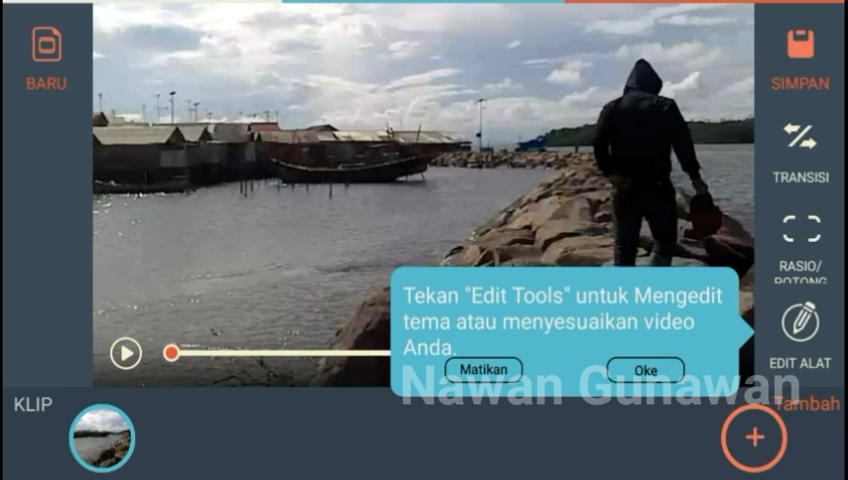 BARU
SIMPAN
TRANSISI
RASIO/
POTONG
Tekan "Edit Tools" untuk Mengedit
tema atau menyesuaikan video
Anda.
Matikan
Oke
EDIT ALAT
Nawan Gunawan
KLIP
Tambah